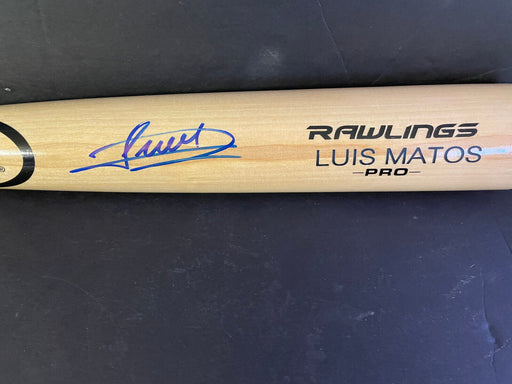 RAWLINGS
LUIS MATOS
-PRO-